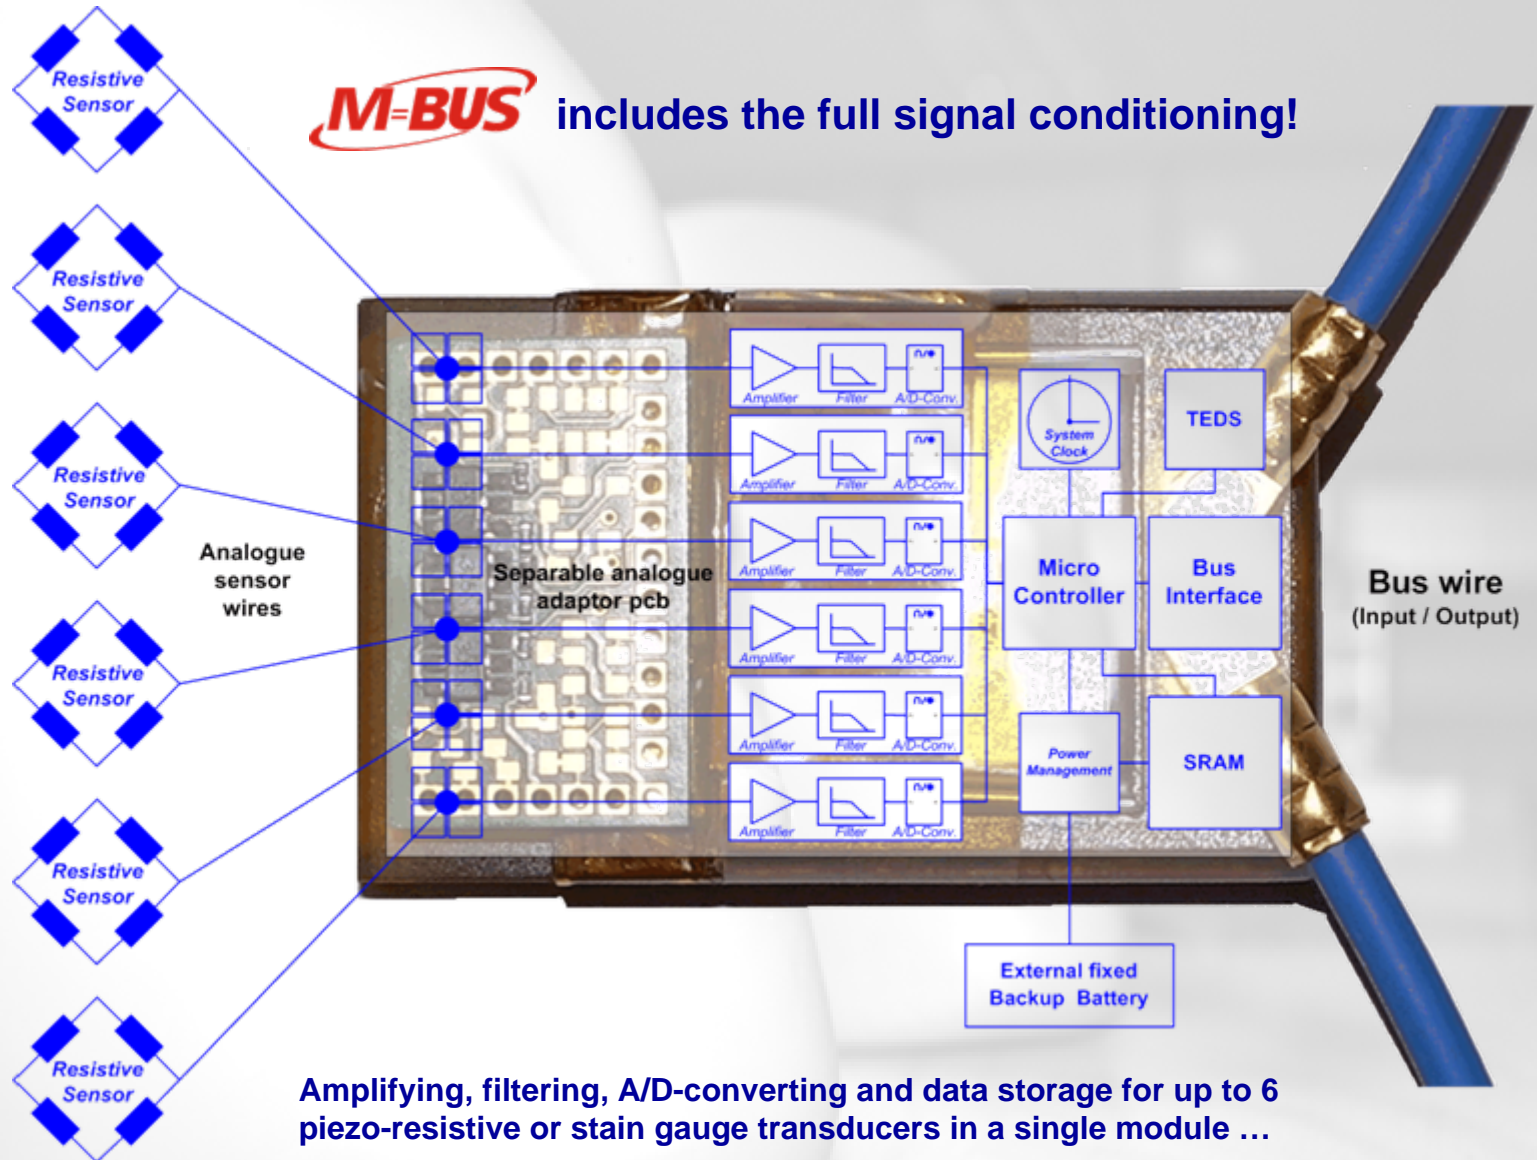 M=BUS includes the full signal conditioning!
Resistive
Sensor
Resistive
Sensor
Resistive
Sensor
Resistive
Sensor
Resistive
Sensor
Resistive
Sensor
Analogue
sensor
wires
Separable analogue
adaptor pcb
Amplifier Filter A/D-Conv.
Amplifier Filter A/D-Conv.
Amplifier Filter A/D-Conv.
Amplifier Filter A/D-Conv.
Amplifier Filter A/D-Conv.
Amplifier Filter A/D-Conv.
System
Clock
TEDS
Micro
Controller
Bus
Interface
Power
Management
SRAM
Bus wire
(Input / Output)
External fixed
Backup Battery
Amplifying, filtering, A/D-converting and data storage for up to 6
piezo-resistive or stain gauge transducers in a single module …